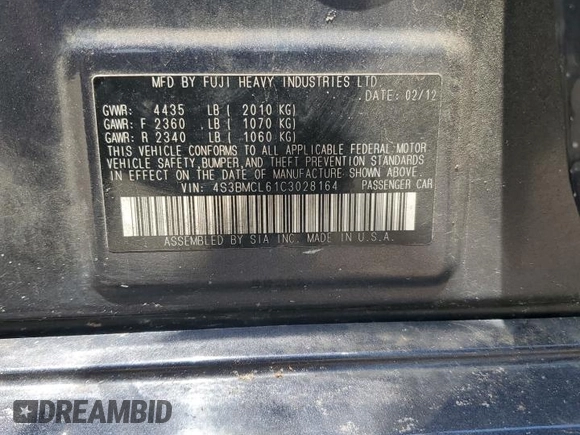 MFD BY FUJI HEAVY INDUSTRIES LTD.
DATE: 02/12
GVWR: 4435 LB ( 2010 KG)
GAWR: F 2360 LB ( 1070 KG)
GAWR: R 2340 LB ( 1060 KG)
THIS VEHICLE CONFORMS TO ALL APPLICABLE FEDERAL MOTOR
VEHICLE SAFETY, BUMPER, AND THEFT PREVENTION STANDARDS
IN EFFECT ON THE DATE OF MANUFACTURE SHOWN ABOVE.
VIN: 4S3BMCL61C3028164 PASSENGER CAR
ASSEMBLED BY SIA INC. MADE IN U.S.A.
DREAMBID